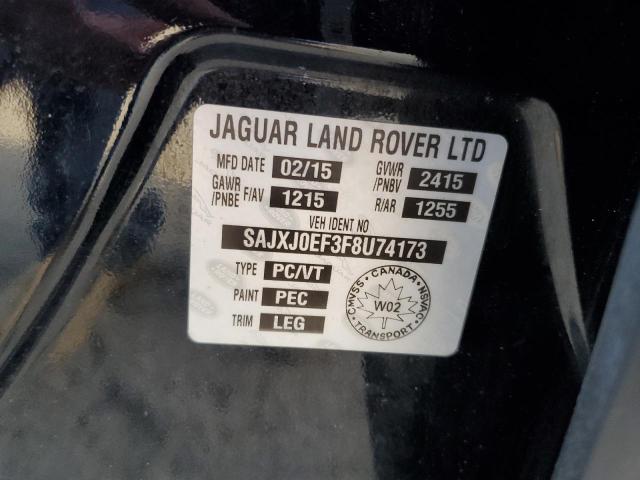 JAGUAR LAND ROVER LTD
MFD DATE 02/15 GVWR /PNBV 2415
GAWR /PNBE F/AV 1215 R/AR 1255
VEH IDENT NO
SAJXJ0EF3F8U74173
TYPE PC/VT
PAINT PEC
TRIM LEG
CMVSS · CANADA · NSVAC · TRANSPORT ·
W02